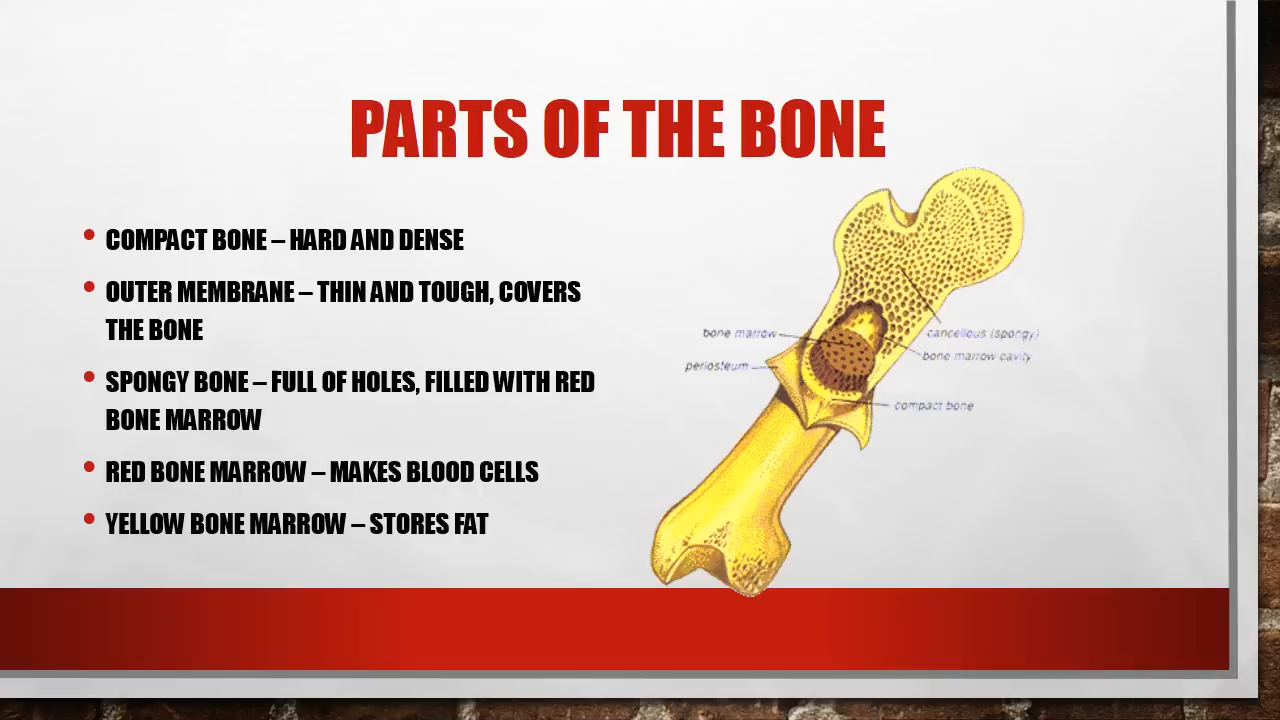 PARTS OF THE BONE
• COMPACT BONE – HARD AND DENSE
• OUTER MEMBRANE – THIN AND TOUGH, COVERS
THE BONE
• SPONGY BONE – FULL OF HOLES, FILLED WITH RED
BONE MARROW
• RED BONE MARROW – MAKES BLOOD CELLS
• YELLOW BONE MARROW – STORES FAT
bone marrow
periosteum
cancellous (spongy)
bone marrow cavity
compact bone